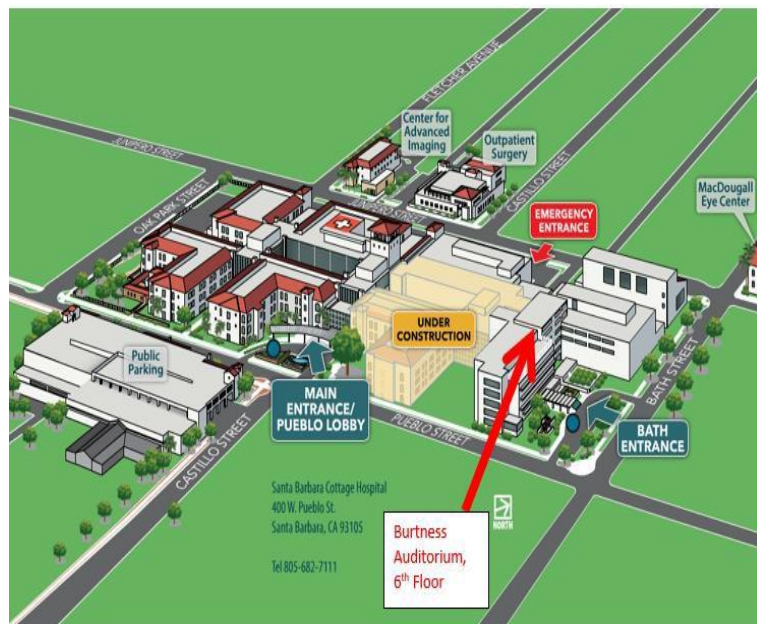 FLETCHER AVENUE
Center for
Advanced
Imaging
Outpatient
Surgery
JUNIPERO STREET
OAK PARK STREET
JUNIPERO STREET
CASTILLO STREET
MacDougall
Eye Center
EMERGENCY
ENTRANCE
UNDER
CONSTRUCTION
Public
Parking
MAIN
ENTRANCE/
PUEBLO LOBBY
PUEBLO STREET
BATH STREET
BATH
ENTRANCE
CASTILLO STREET
Santa Barbara Cottage Hospital
400 W. Pueblo St.
Santa Barbara, CA 93105
Tel 805-682-7111
NORTH
Burtness
Auditorium,
6th Floor